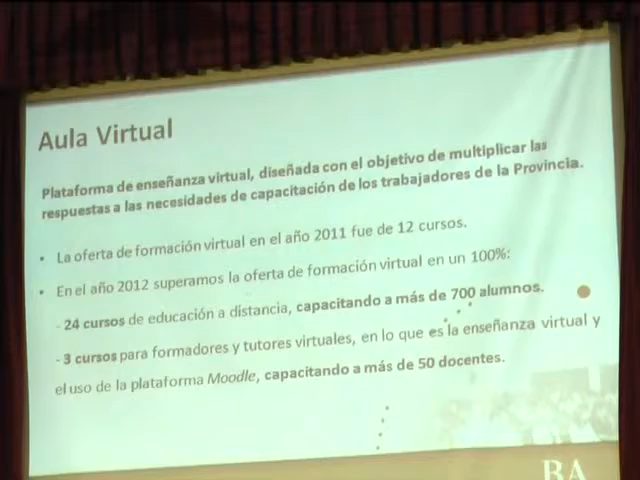 Aula Virtual
Plataforma de enseñanza virtual, diseñada con el objetivo de multiplicar las
respuestas a las necesidades de capacitación de los trabajadores de la Provincia.
• La oferta de formación virtual en el año 2011 fue de 12 cursos.
• En el año 2012 superamos la oferta de formación virtual en un 100%:
- 24 cursos de educación a distancia, capacitando a más de 700 alumnos.
- 3 cursos para formadores y tutores virtuales, en lo que es la enseñanza virtual y
el uso de la plataforma Moodle, capacitando a más de 50 docentes.
BA